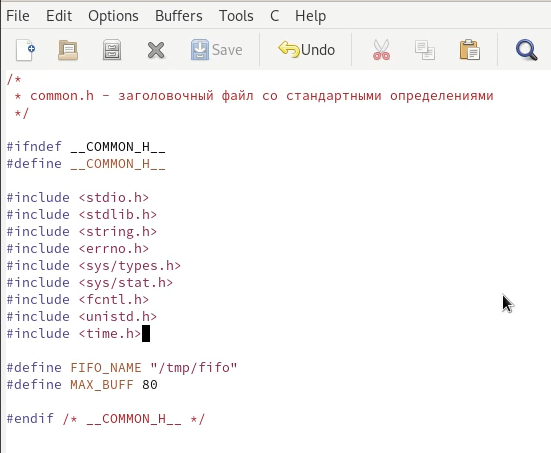 File Edit Options Buffers Tools C Help
Save Undo
/*
 * common.h - заголовочный файл со стандартными определениями
 */
#ifndef __COMMON_H__
#define __COMMON_H__
#include <stdio.h>
#include <stdlib.h>
#include <string.h>
#include <errno.h>
#include <sys/types.h>
#include <sys/stat.h>
#include <fcntl.h>
#include <unistd.h>
#include <time.h>
#define FIFO_NAME "/tmp/fifo"
#define MAX_BUFF 80
#endif /* __COMMON_H__ */